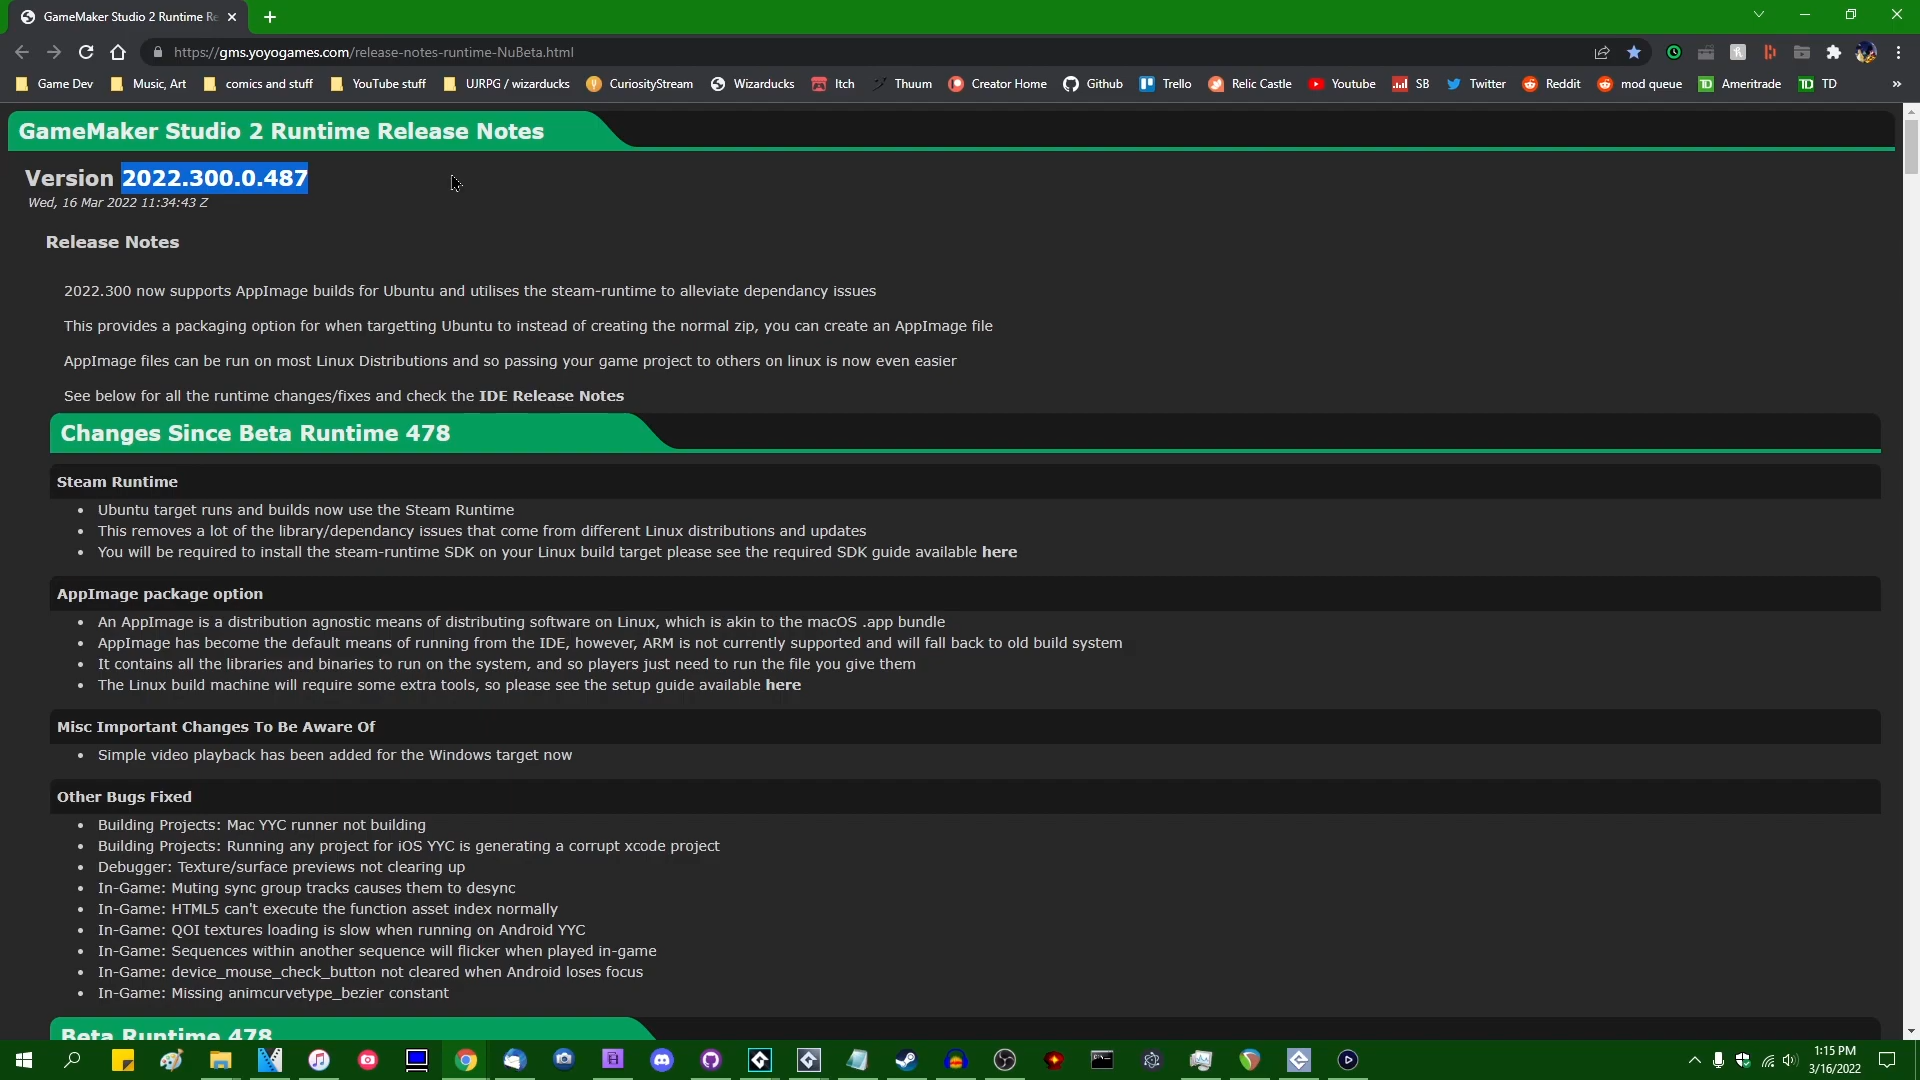 GameMaker Studio 2 Runtime Re
https://gms.yoyogames.com/release-notes-runtime-NuBeta.html
Game Dev Music, Art comics and stuff YouTube stuff UJRPG / wizarducks CuriosityStream Wizarducks Itch Thuum Creator Home Github Trello Relic Castle Youtube SB Twitter Reddit mod queue TD Ameritrade TD TD »
GameMaker Studio 2 Runtime Release Notes
Version 2022.300.0.487
Wed, 16 Mar 2022 11:34:43 Z
Release Notes
2022.300 now supports AppImage builds for Ubuntu and utilises the steam-runtime to alleviate dependancy issues
This provides a packaging option for when targetting Ubuntu to instead of creating the normal zip, you can create an AppImage file
AppImage files can be run on most Linux Distributions and so passing your game project to others on linux is now even easier
See below for all the runtime changes/fixes and check the IDE Release Notes
Changes Since Beta Runtime 478
Steam Runtime
• Ubuntu target runs and builds now use the Steam Runtime
• This removes a lot of the library/dependancy issues that come from different Linux distributions and updates
• You will be required to install the steam-runtime SDK on your Linux build target please see the required SDK guide available here
AppImage package option
• An AppImage is a distribution agnostic means of distributing software on Linux, which is akin to the macOS .app bundle
• AppImage has become the default means of running from the IDE, however, ARM is not currently supported and will fall back to old build system
• It contains all the libraries and binaries to run on the system, and so players just need to run the file you give them
• The Linux build machine will require some extra tools, so please see the setup guide available here
Misc Important Changes To Be Aware Of
• Simple video playback has been added for the Windows target now
Other Bugs Fixed
• Building Projects: Mac YYC runner not building
• Building Projects: Running any project for iOS YYC is generating a corrupt xcode project
• Debugger: Texture/surface previews not clearing up
• In-Game: Muting sync group tracks causes them to desync
• In-Game: HTML5 can't execute the function asset index normally
• In-Game: QOI textures loading is slow when running on Android YYC
• In-Game: Sequences within another sequence will flicker when played in-game
• In-Game: device_mouse_check_button not cleared when Android loses focus
• In-Game: Missing animcurvetype_bezier constant
Beta Runtime 478
1:15 PM
3/16/2022